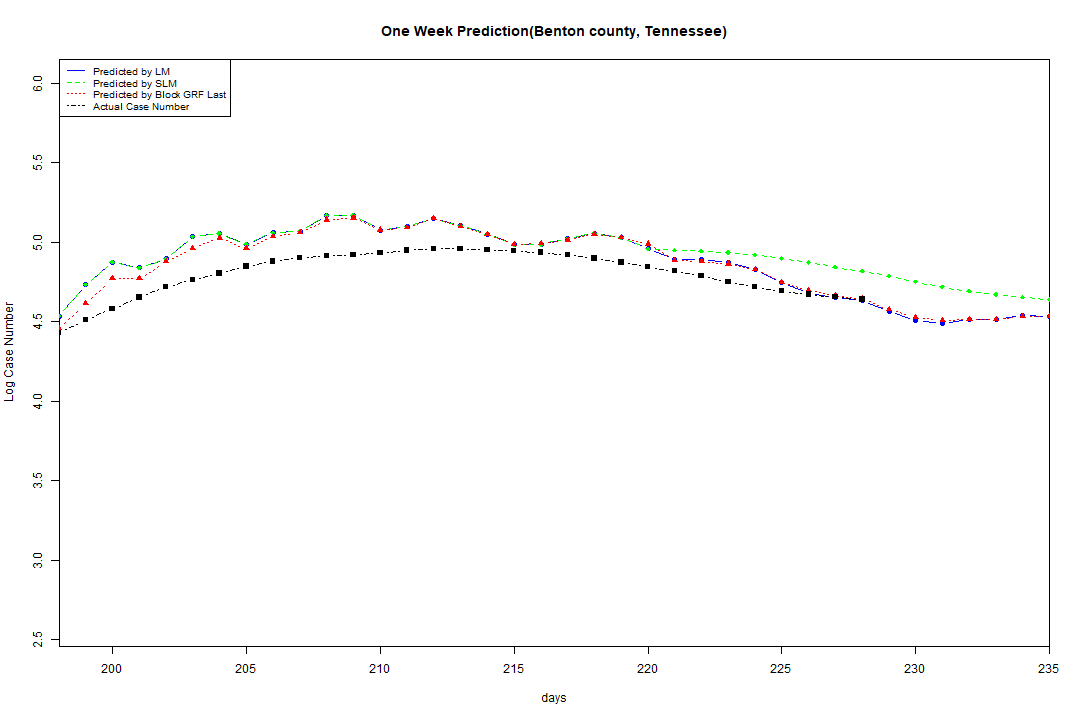 One Week Prediction(Benton county, Tennessee)
Predicted by LM
Predicted by SLM
Predicted by Block GRF Last
Actual Case Number
6.0
5.5
5.0
4.5
4.0
3.5
3.0
2.5
Log Case Number
200 205 210 215 220 225 230 235
days